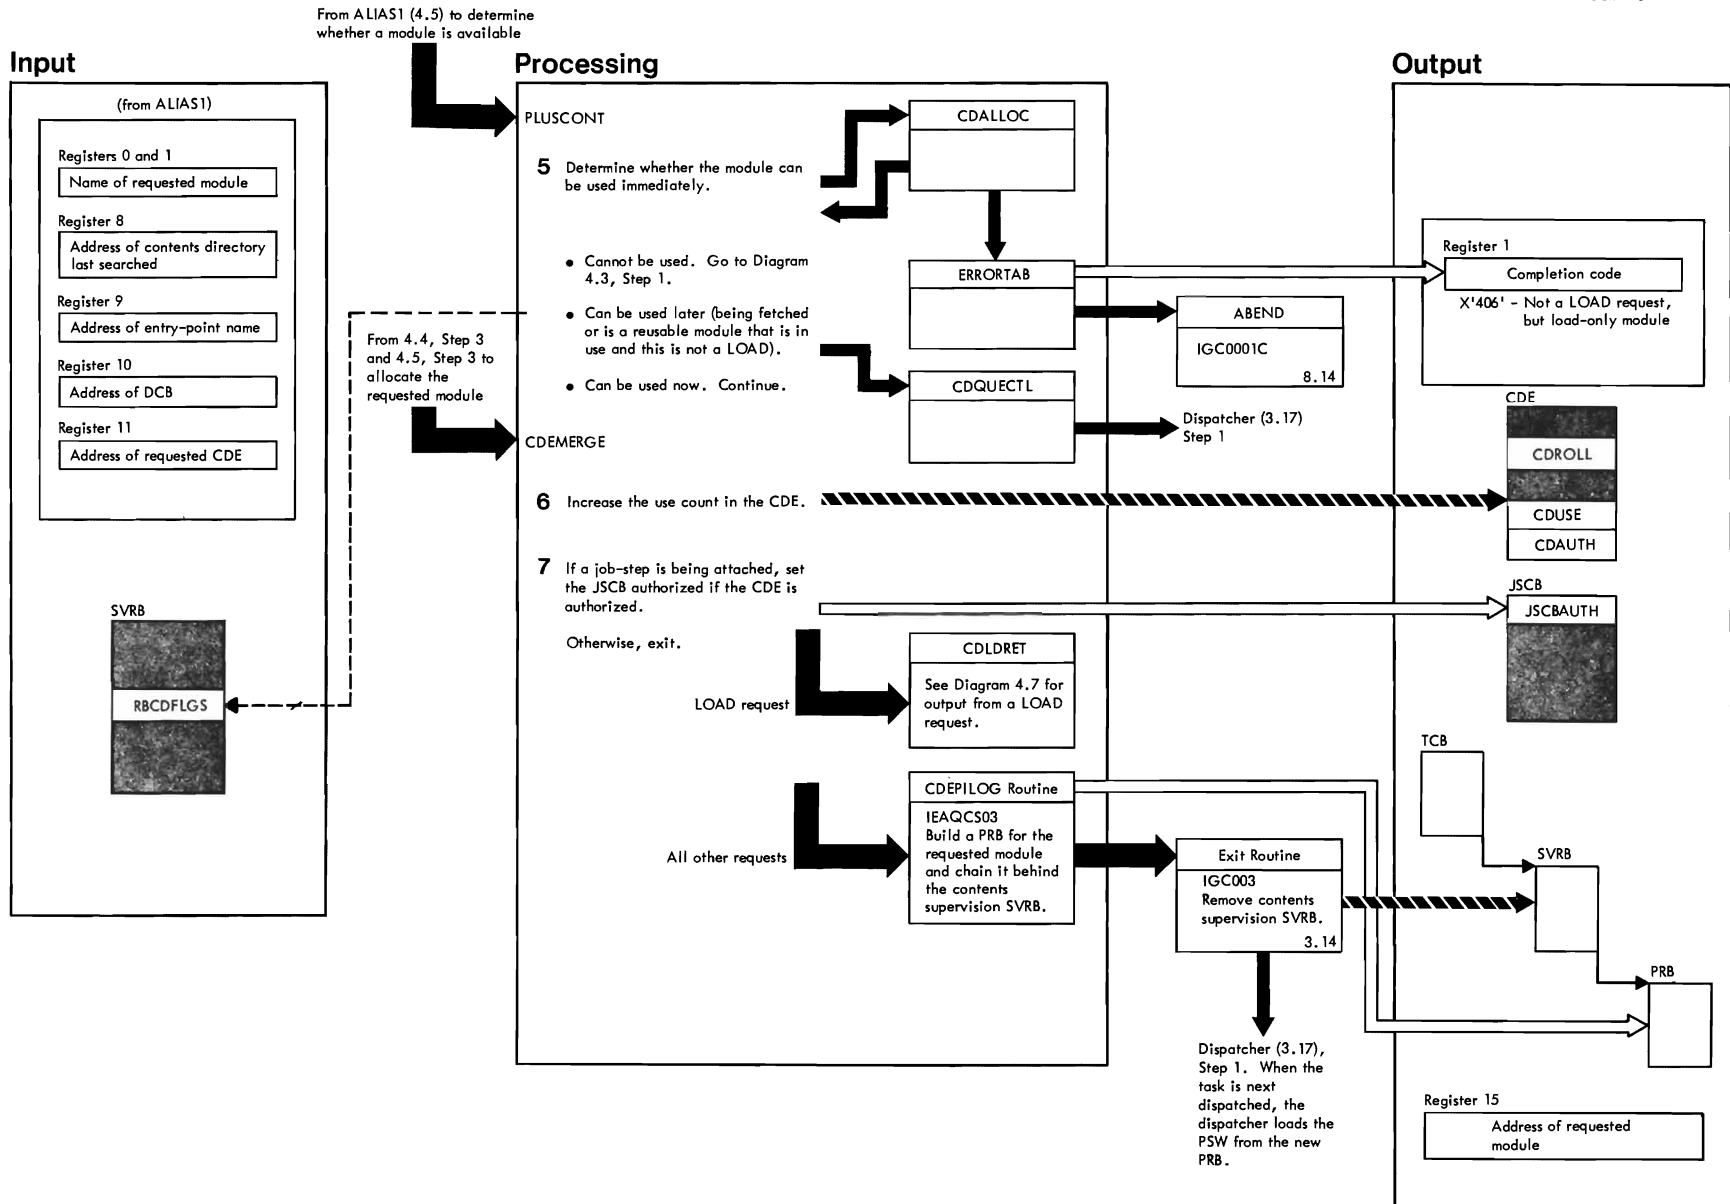 From ALIAS1 (4.5) to determine
whether a module is available
Input
Processing
Output
(from ALIAS1)
Registers 0 and 1
Name of requested module
Register 8
Address of contents directory
last searched
Register 9
Address of entry-point name
Register 10
Address of DCB
Register 11
Address of requested CDE
SVRB
RBCDFLGS
From 4.4, Step 3
and 4.5, Step 3 to
allocate the
requested module
PLUSCONT
5 Determine whether the module can
be used immediately.
• Cannot be used. Go to Diagram
4.3, Step 1.
• Can be used later (being fetched
or is a reusable module that is in
use and this is not a LOAD).
• Can be used now. Continue.
CDEMERGE
6 Increase the use count in the CDE.
7 If a job-step is being attached, set
the JSCB authorized if the CDE is
authorized.
Otherwise, exit.
LOAD request
All other requests
CDALLOC
ERRORTAB
ABEND
IGC0001C
8.14
CDQUECTL
Dispatcher (3.17)
Step 1
CDLDRET
See Diagram 4.7 for
output from a LOAD
request.
CDEPILOG Routine
IEAQCS03
Build a PRB for the
requested module
and chain it behind
the contents
supervision SVRB.
Exit Routine
IGC003
Remove contents
supervision SVRB.
3.14
Dispatcher (3.17),
Step 1. When the
task is next
dispatched, the
dispatcher loads the
PSW from the new
PRB.
Register 1
Completion code
X'406' - Not a LOAD request,
but load-only module
CDE
CDROLL
CDUSE
CDAUTH
JSCB
JSCBAUTH
TCB
SVRB
PRB
Register 15
Address of requested
module